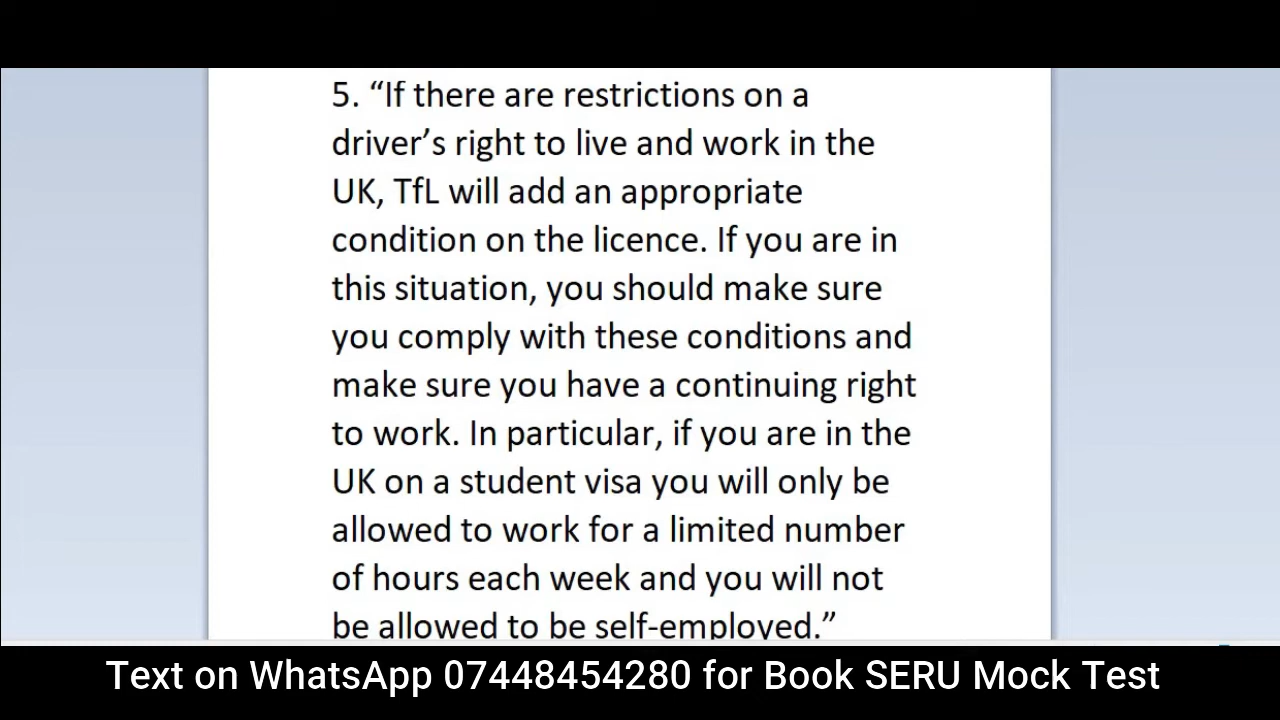 5. “If there are restrictions on a
driver’s right to live and work in the
UK, TfL will add an appropriate
condition on the licence. If you are in
this situation, you should make sure
you comply with these conditions and
make sure you have a continuing right
to work. In particular, if you are in the
UK on a student visa you will only be
allowed to work for a limited number
of hours each week and you will not
be allowed to be self-employed.”
Text on WhatsApp 07448454280 for Book SERU Mock Test